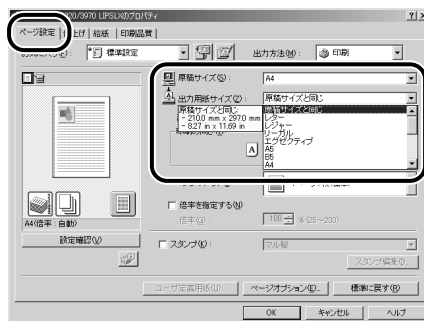 920/3970 LIPSLXのプロパティ
ページ設定
仕上げ
給紙
印刷品質
標準設定
出力方法(M):
印刷
原稿サイズ(S):
A4
出力用紙サイズ(Z):
原稿サイズと同じ
原稿サイズと同じ
- 210.0 mm x 297.0 mm
- 8.27 in x 11.69 in
原稿サイズと同じ
レター
レジャー
リーガル
エグゼクティブ
A5
B5
A4
A
A4(倍率：自動)
設定確認(V)
倍率を指定する(N)
倍率(Q)
100
% (25～200)
スタンプ(K):
マル秘
スタンプ編集(D)...
ユーザ定義用紙(U)...
ページオプション(E)...
標準に戻す(R)
OK
キャンセル
ヘルプ